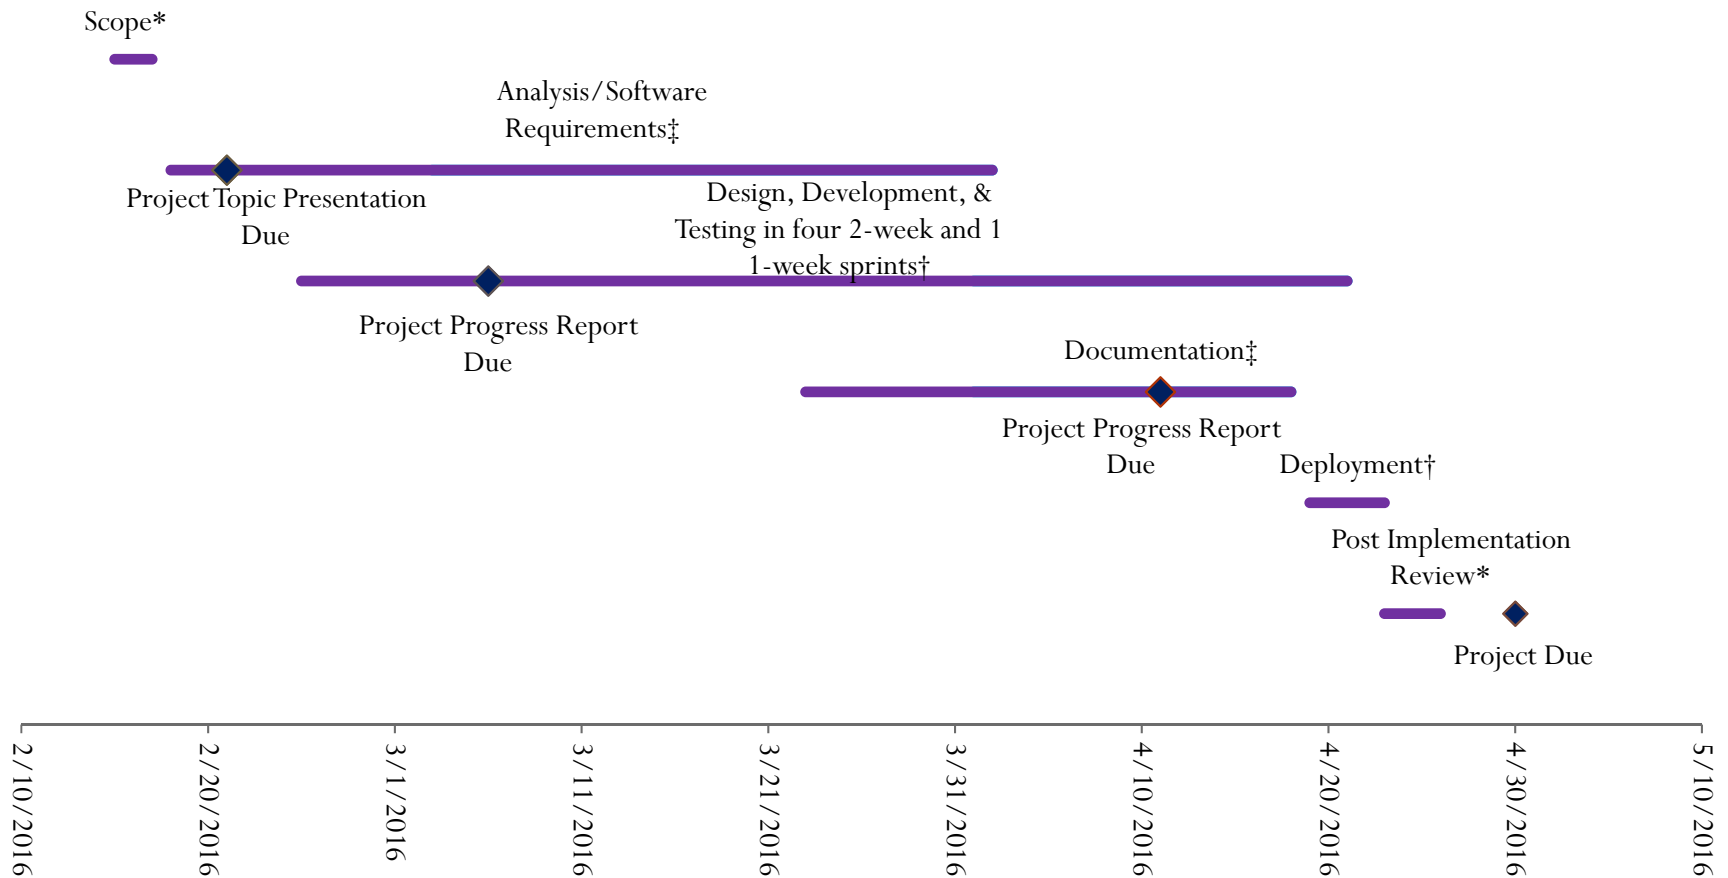 Scope*
Analysis/Software
Requirements‡
Project Topic Presentation
Due
Design, Development, &
Testing in four 2-week and 1
1-week sprints†
Project Progress Report
Due
Documentation‡
Project Progress Report
Due
Deployment†
Post Implementation
Review*
Project Due
2/10/2016
2/20/2016
3/1/2016
3/11/2016
3/21/2016
3/31/2016
4/10/2016
4/20/2016
4/30/2016
5/10/2016